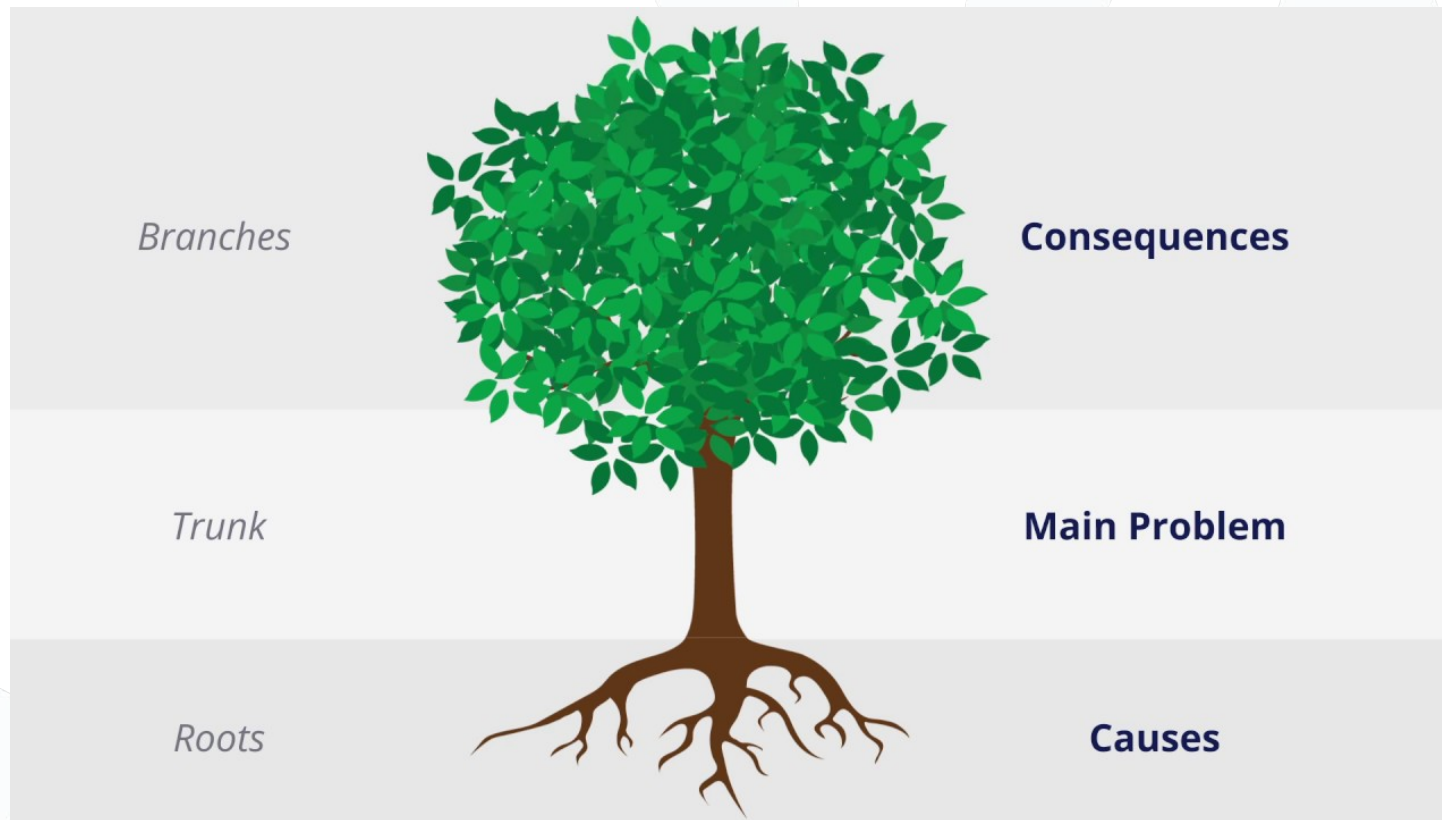 Branches
Consequences
Trunk
Main Problem
Roots
Causes